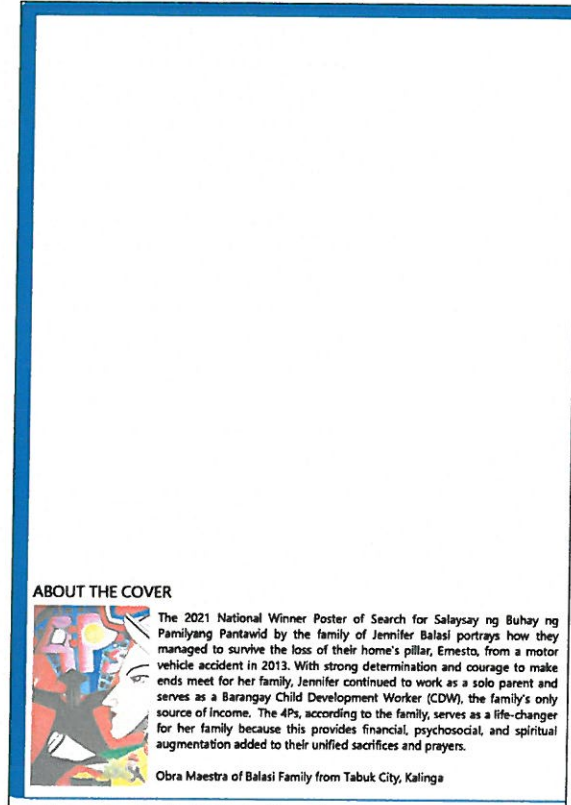 ABOUT THE COVER
The 2021 National Winner Poster of Search for Salaysay ng Buhay ng
Pamilyang Pantawid by the family of Jennifer Balasi portrays how they
managed to survive the loss of their home's pillar, Ernesto, from a motor
vehicle accident in 2013. With strong determination and courage to make
ends meet for her family, Jennifer continued to work as a solo parent and
serves as a Barangay Child Development Worker (CDW), the family's only
source of income. The 4Ps, according to the family, serves as a life-changer
for her family because this provides financial, psychosocial, and spiritual
augmentation added to their unified sacrifices and prayers.
Obra Maestra of Balasi Family from Tabuk City, Kalinga